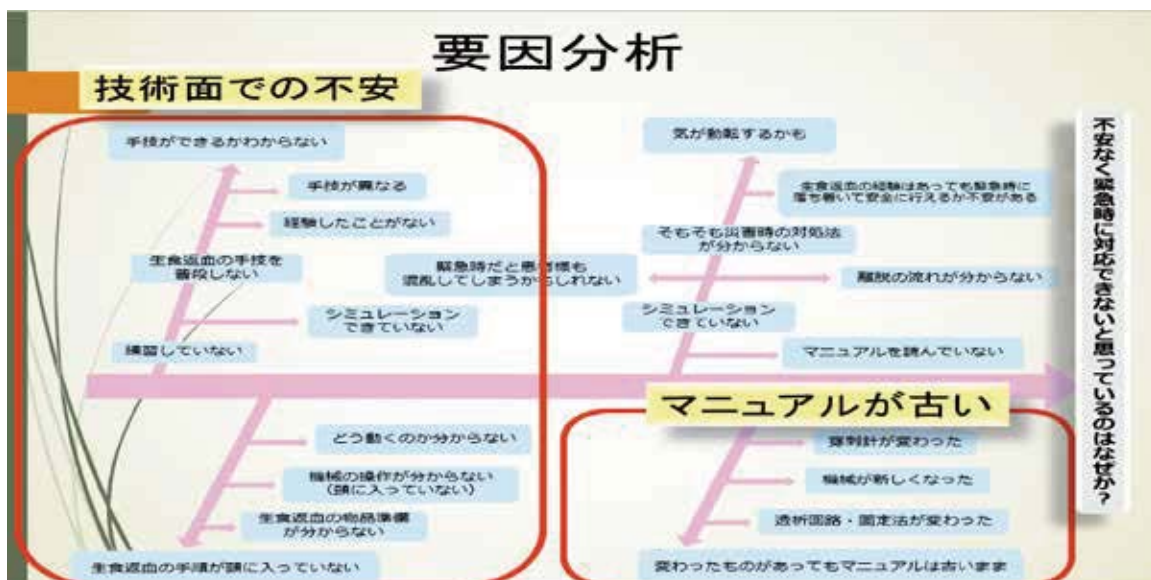 要因分析
技術面での不安
手技ができるかわからない
手技が異なる
経験したことがない
生食返血の手技を
普段しない
シミュレーション
できていない
練習していない
どう動くのか分からない
機械の操作が分からない
(頭に入っていない)
生食返血の物品準備
が分からない
生食返血の手順が頭に入っていない
気が動転するかも
生食返血の経験はあっても緊急時に
落ち着いて安全に行えるか不安がある
そもそも災害時の対処法
が分からない
緊急時だと患者様も
混乱してしまうかもしれない
離脱の流れが分からない
シミュレーション
できていない
マニュアルを読んでいない
マニュアルが古い
穿刺針が変わった
機械が新しくなった
透析回路・固定法が変わった
変わったものがあってもマニュアルは古いまま
不安なく緊急時に対応できないと思っているのはなぜか?